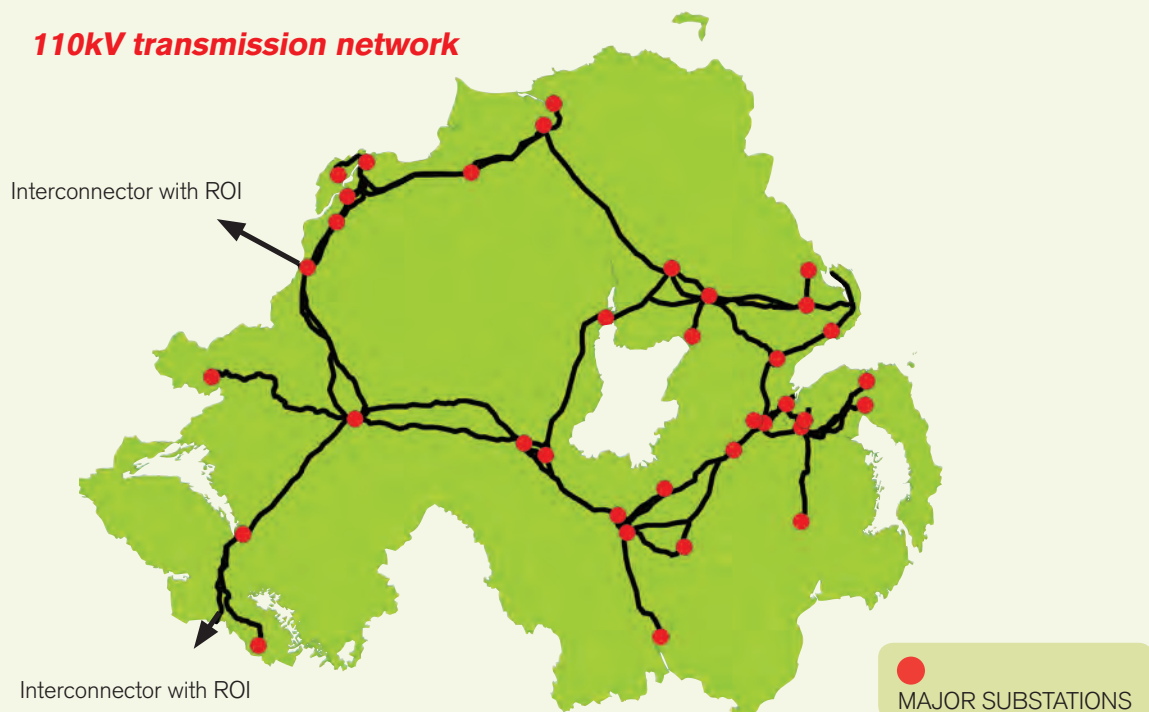 110kV transmission network
Interconnector with ROI
Interconnector with ROI
MAJOR SUBSTATIONS